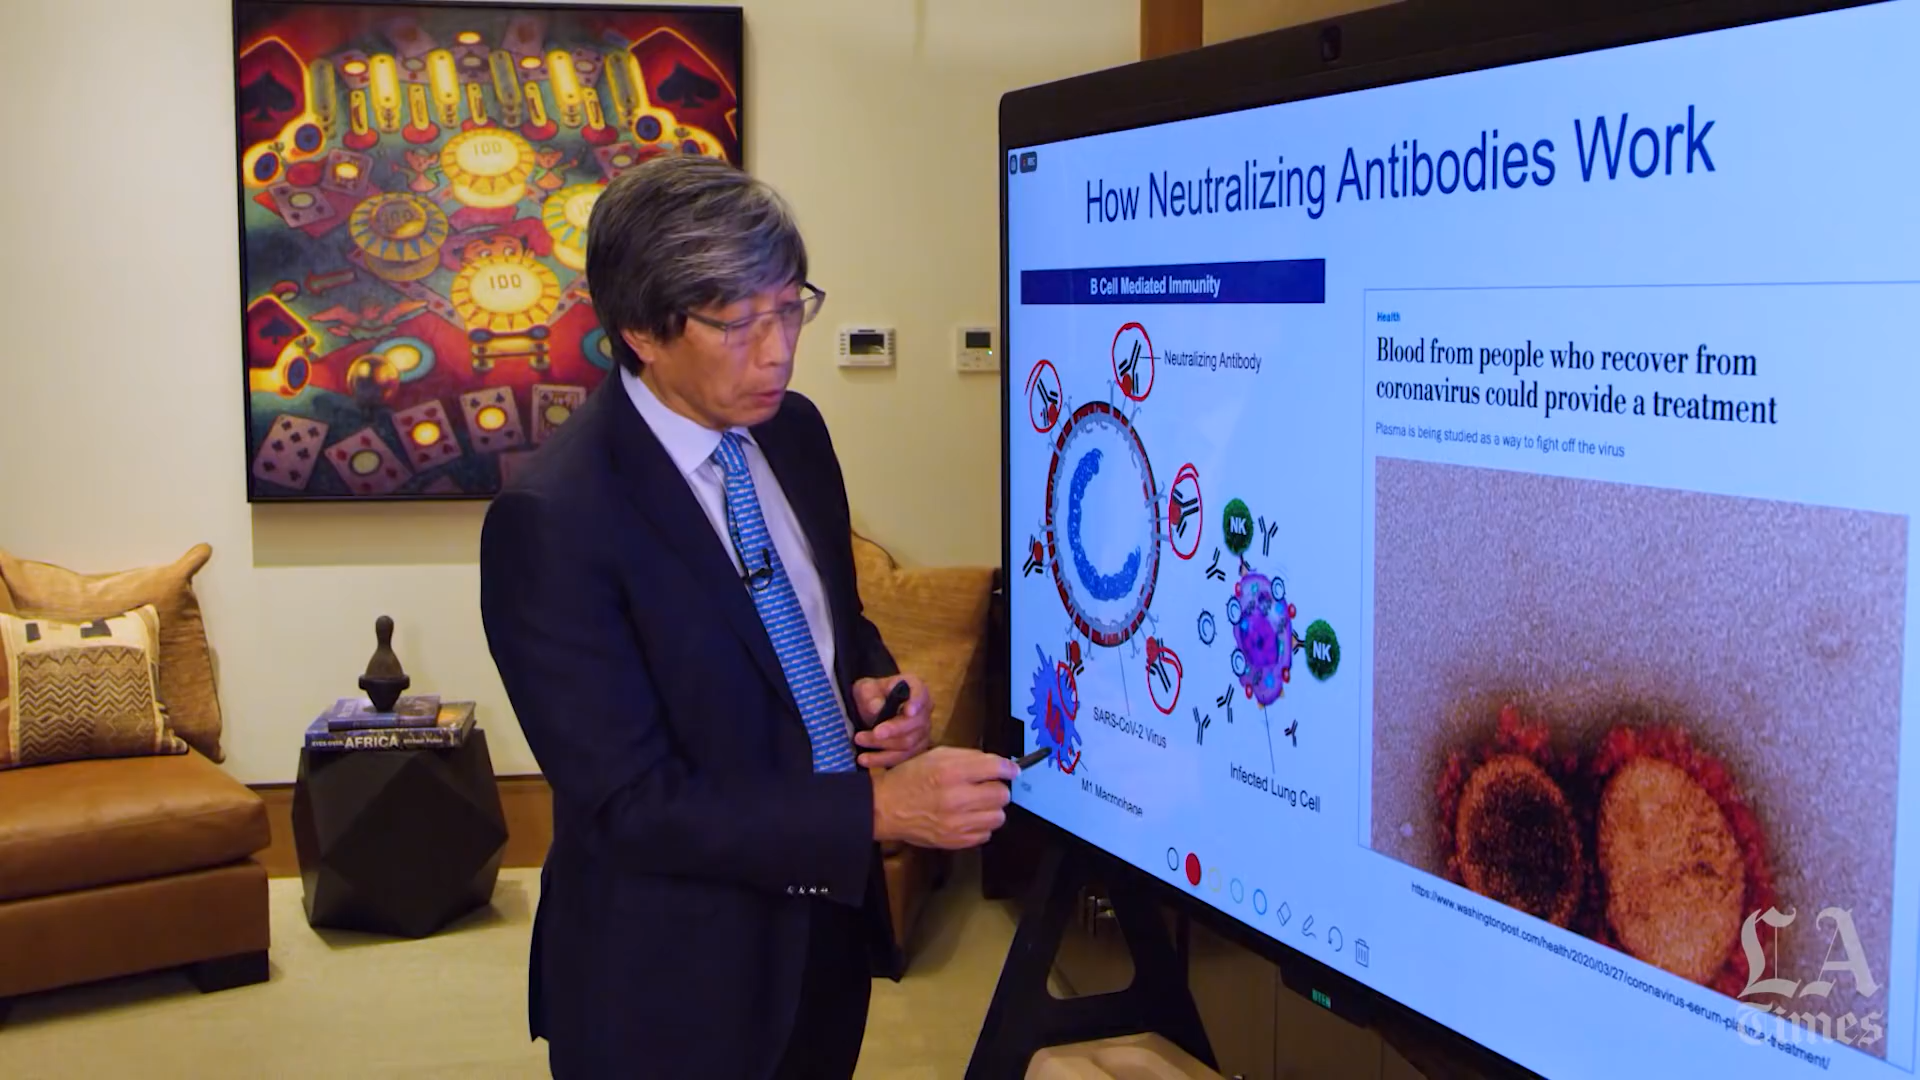 100
100
100
EYES OVER AFRICA
How Neutralizing Antibodies Work
B Cell Mediated Immunity
Neutralizing Antibody
NK
NK
SARS-CoV-2 Virus
M1 Macrophage
Infected Lung Cell
Health
Blood from people who recover from
coronavirus could provide a treatment
Plasma is being studied as a way to fight off the virus
https://www.washingtonpost.com/health/2020/03/27/coronavirus-serum-plasma-treatment/
LA
Times